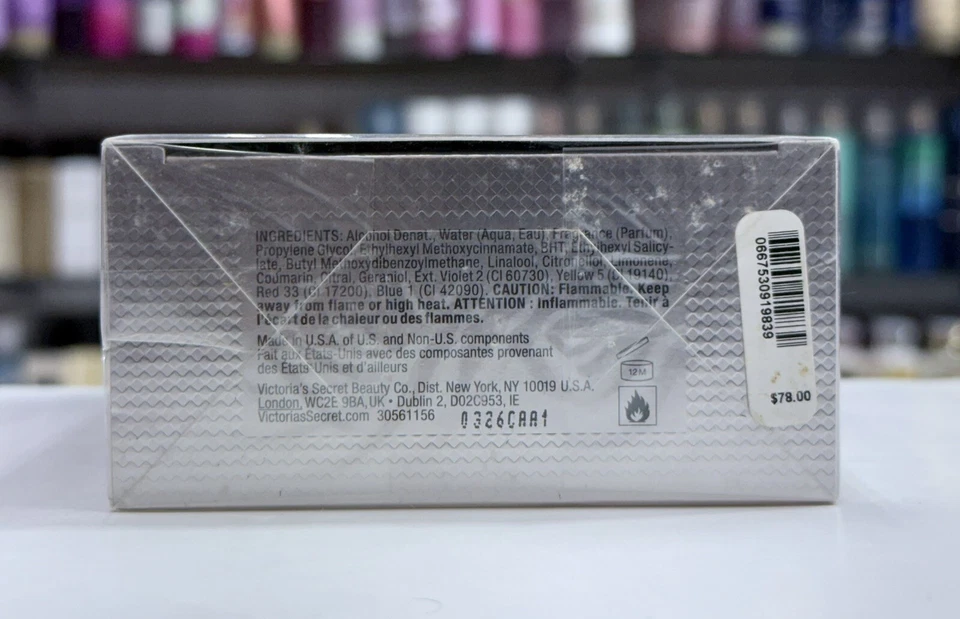 INGREDIENTS: Alcohol Denat., Water (Aqua, Eau), Fragrance (Parfum),
Propylene Glycol, Ethylhexyl Methoxycinnamate, BHT, Ethylhexyl Salicy-
late, Butyl Methoxydibenzoylmethane, Linalool, Citronellol, Limonene,
Coumarin, Citral, Geraniol, Ext. Violet 2 (CI 60730), Yellow 5 (CI 19140),
Red 33 (CI 17200), Blue 1 (CI 42090). CAUTION: Flammable. Keep
away from flame or high heat. ATTENTION : Inflammable. Tenir à
l'écart de la chaleur ou des flammes.
Made in U.S.A. of U.S. and Non-U.S. components
Fait aux États-Unis avec des composantes provenant
des États-Unis et d'ailleurs
Victoria's Secret Beauty Co., Dist. New York, NY 10019 U.S.A.
London, WC2E 9BA, UK • Dublin 2, D02C953, IE
VictoriasSecret.com 30561156
0326CAA1
12M
0667530919839
$78.00